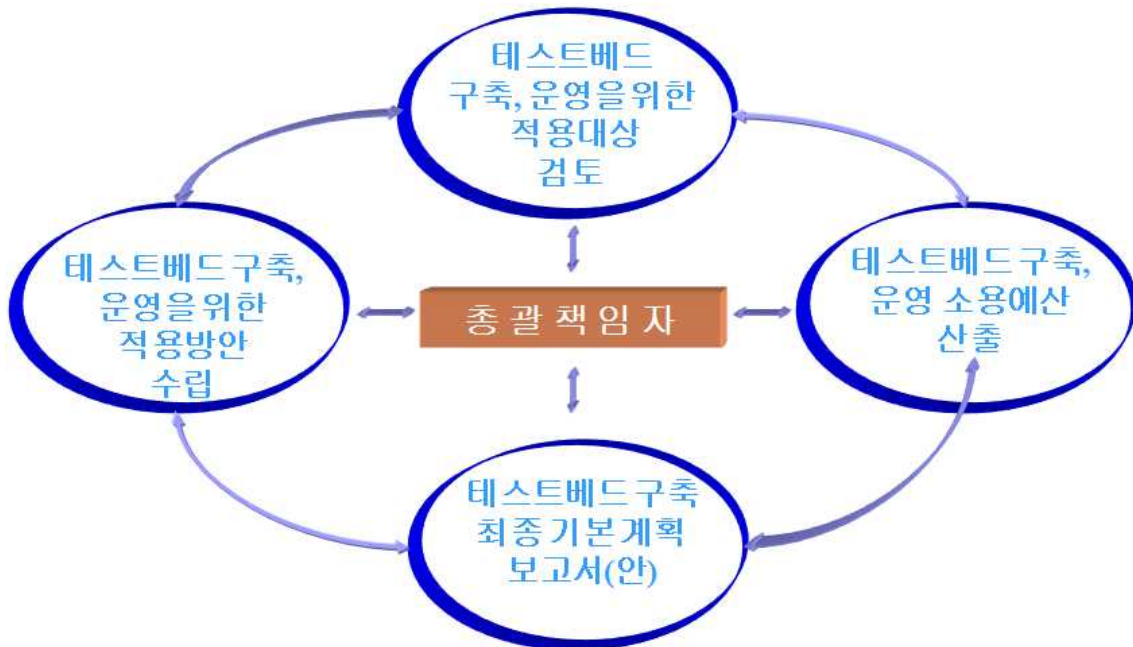 테스트베드
구축, 운영을위한
적용대상
검토
테스트베드 구축,
운영을위한
적용방안
수립
총 괄 책 임 자
테스트베드 구축,
운영 소용예산
산출
테스트베드 구축
최종기본계획
보고서(안)